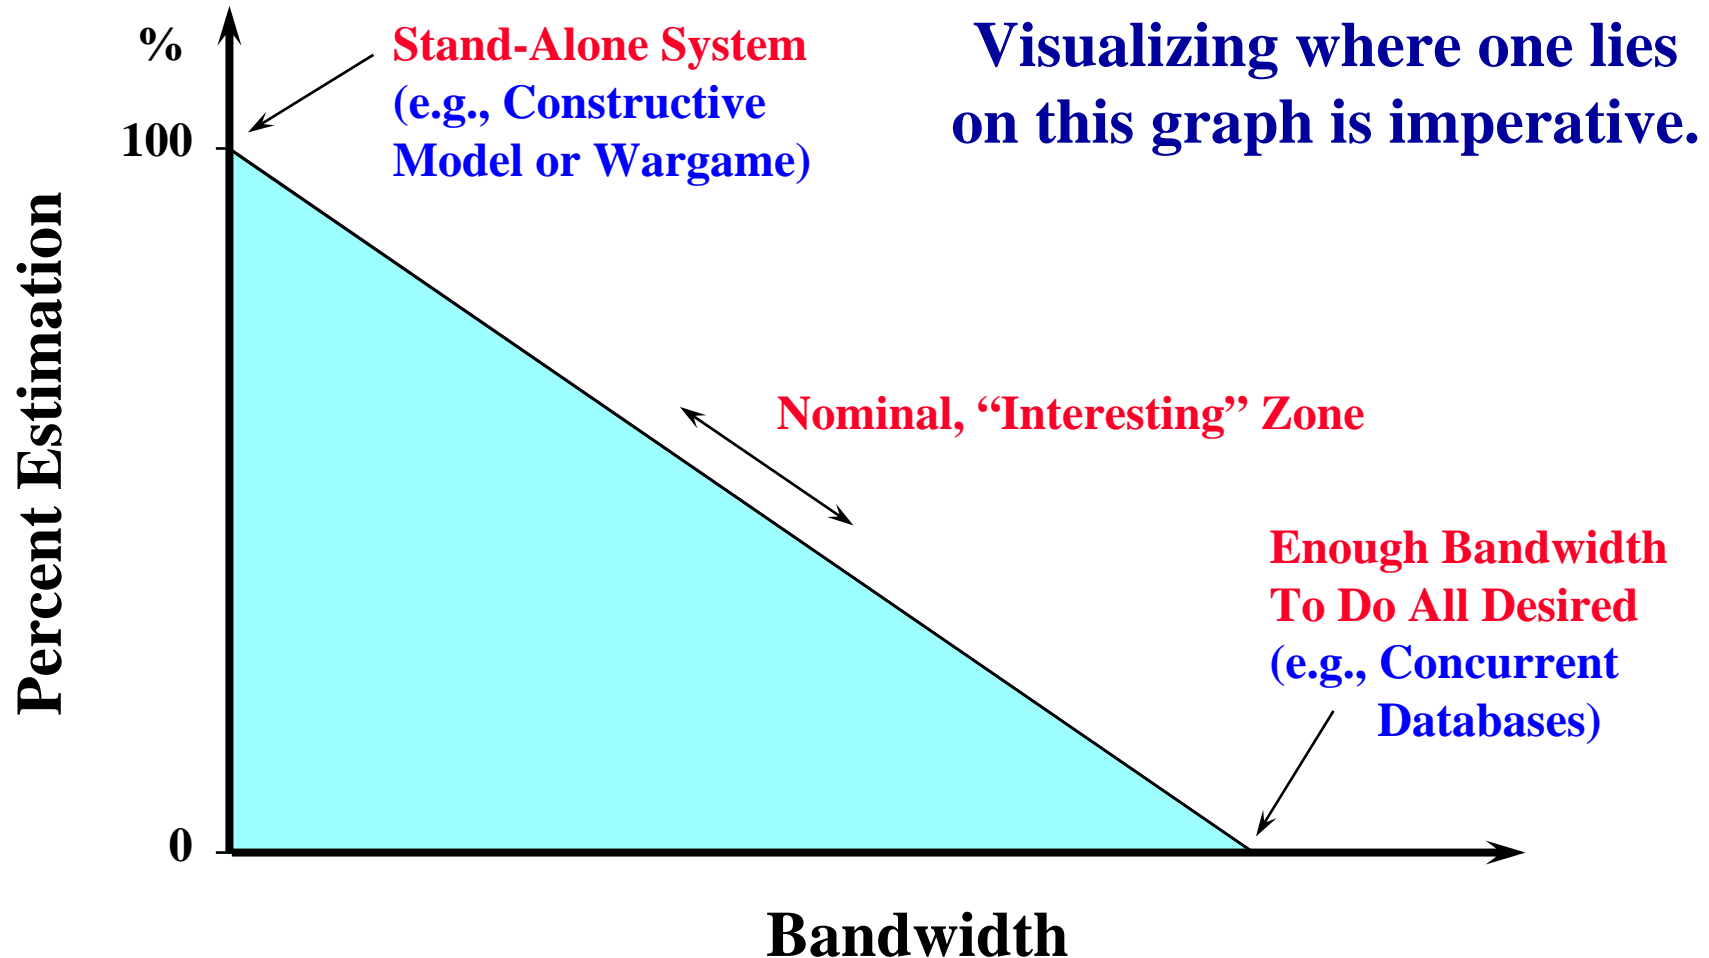 Visualizing where one lies
on this graph is imperative.
%
100
0
Percent Estimation
Stand-Alone System
(e.g., Constructive
Model or Wargame)
Nominal, “Interesting” Zone
Enough Bandwidth
To Do All Desired
(e.g., Concurrent
Databases)
Bandwidth